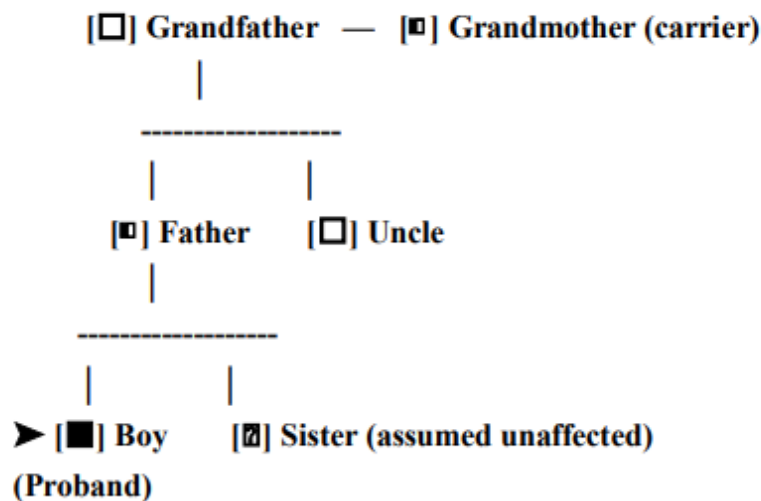 [□] Grandfather — [◧] Grandmother (carrier)
|
-------------------
| |
[◧] Father [□] Uncle
|
-------------------
| |
➤ [■] Boy [⍰] Sister (assumed unaffected)
(Proband)